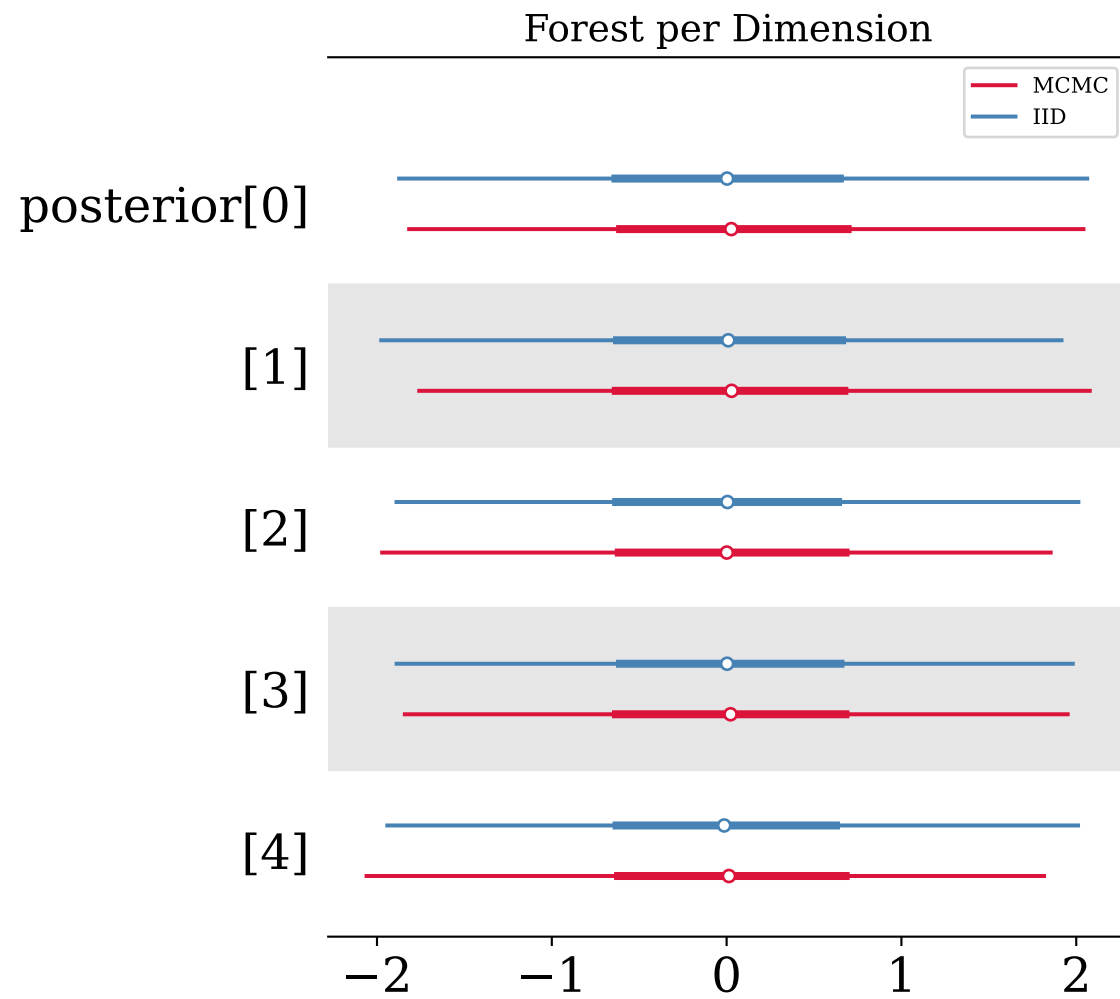 Forest per Dimension
MCMC
IID
posterior[0]
[1]
[2]
[3]
[4]
−2 −1 0 1 2